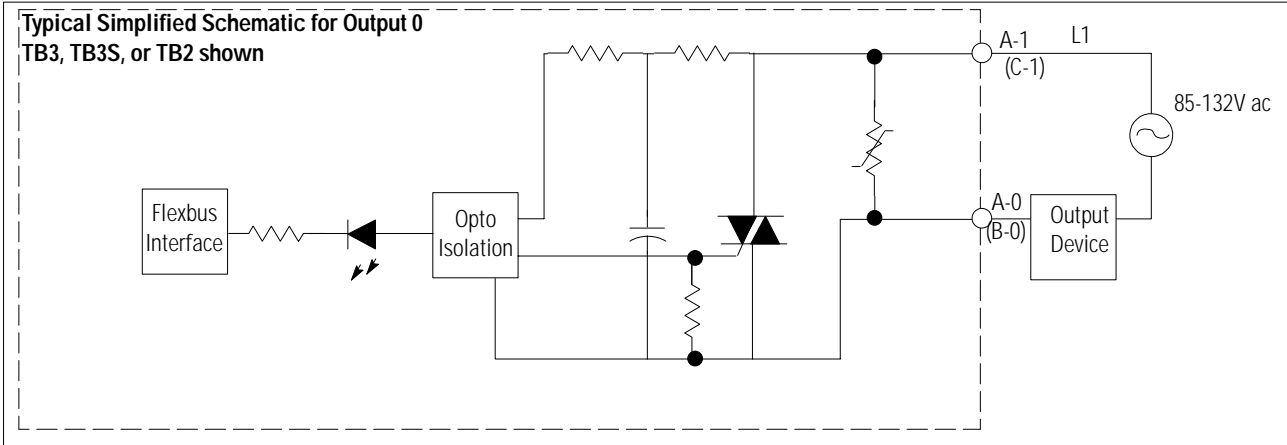 Typical Simplified Schematic for Output 0
TB3, TB3S, or TB2 shown
A-1
(C-1)
L1
85-132V ac
Flexbus
Interface
Opto
Isolation
A-0
(B-0)
Output
Device